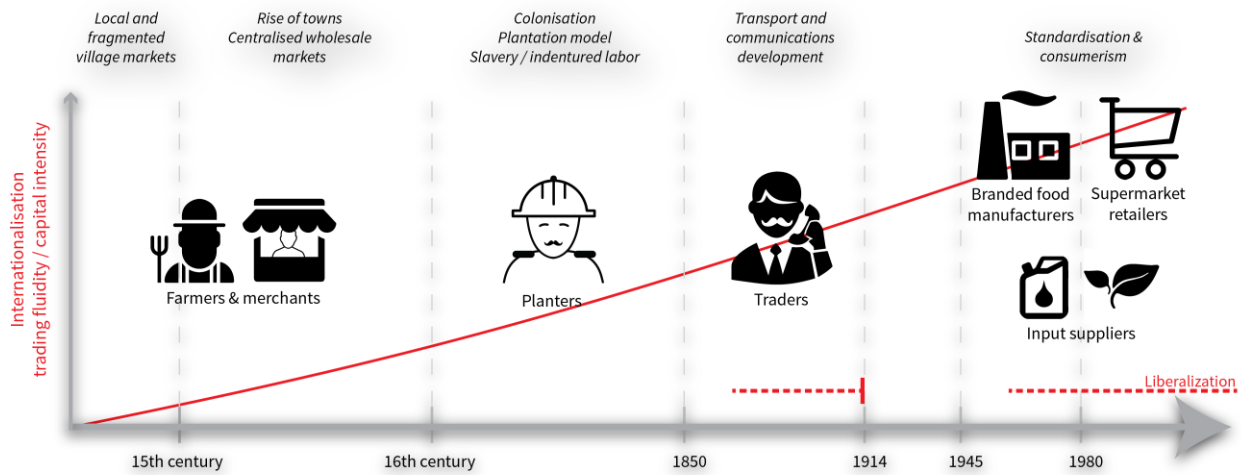 Local and
fragmented
village markets
Rise of towns
Centralised wholesale
markets
Colonisation
Plantation model
Slavery / indentured labor
Transport and
communications
development
Standardisation &
consumerism
Internationalisation
trading fluidity / capital intensity
Farmers & merchants
Planters
Traders
Branded food
manufacturers
Supermarket
retailers
Input suppliers
Liberalization
15th century
16th century
1850
1914
1945
1980